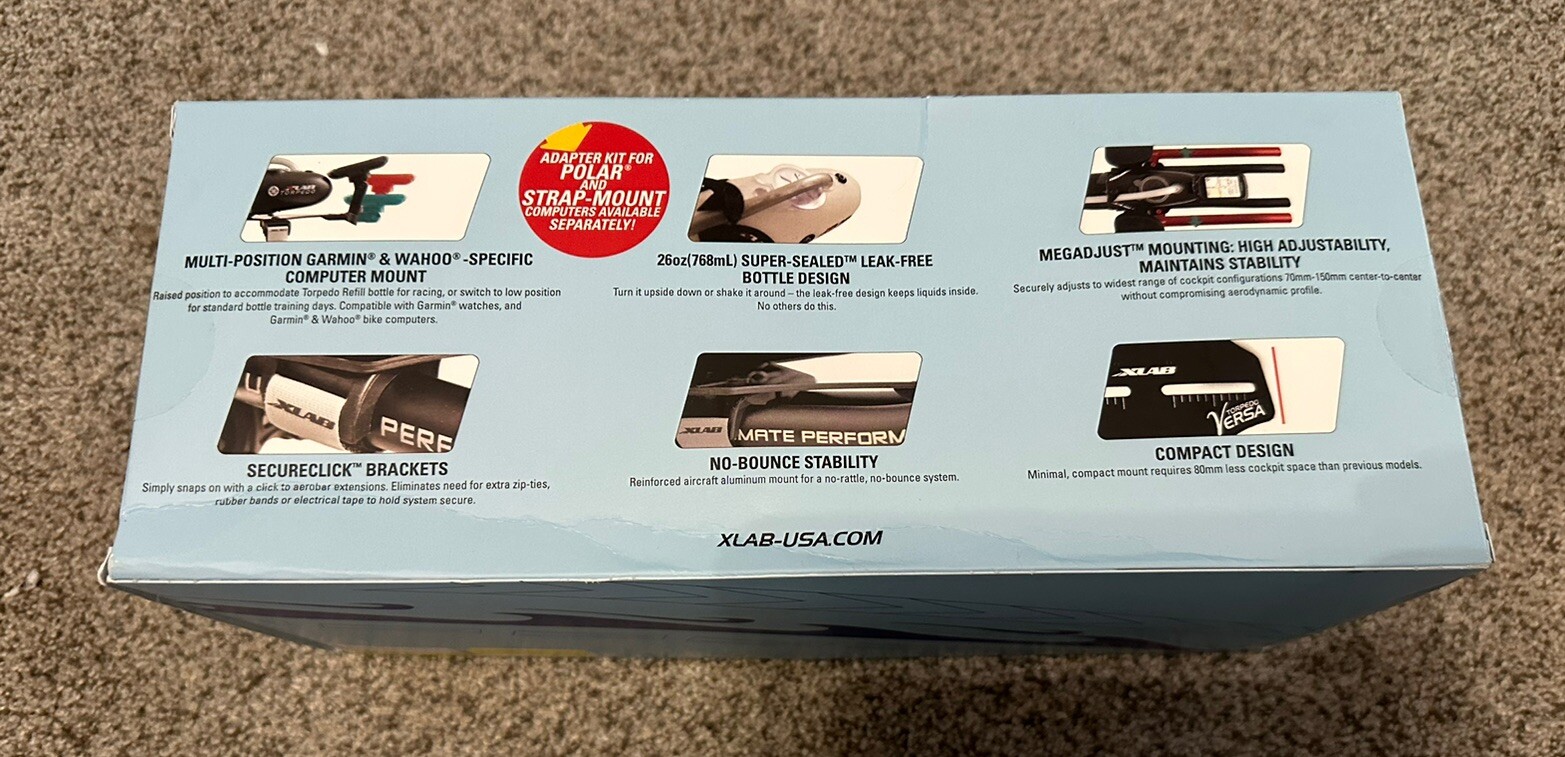 XLAB
TORPEDO
MULTI-POSITION GARMIN® & WAHOO®-SPECIFIC
COMPUTER MOUNT
Raised position to accommodate Torpedo Refill bottle for racing, or switch to low position
for standard bottle training days. Compatible with Garmin® watches, and
Garmin® & Wahoo® bike computers.
ADAPTER KIT FOR
POLAR®
AND
STRAP-MOUNT
COMPUTERS AVAILABLE
SEPARATELY!
26oz(768mL) SUPER-SEALED™ LEAK-FREE
BOTTLE DESIGN
Turn it upside down or shake it around – the leak-free design keeps liquids inside.
No others do this.
MEGADJUST™ MOUNTING: HIGH ADJUSTABILITY,
MAINTAINS STABILITY
Securely adjusts to widest range of cockpit configurations 70mm-150mm center-to-center
without compromising aerodynamic profile.
XLAB
PERF
SECURECLICK™ BRACKETS
Simply snaps on with a click to aerobar extensions. Eliminates need for extra zip-ties,
rubber bands or electrical tape to hold system secure.
XLAB
MATE PERFORM
NO-BOUNCE STABILITY
Reinforced aircraft aluminum mount for a no-rattle, no-bounce system.
XLAB
TORPEDO
VERSA
COMPACT DESIGN
Minimal, compact mount requires 80mm less cockpit space than previous models.
XLAB-USA.COM